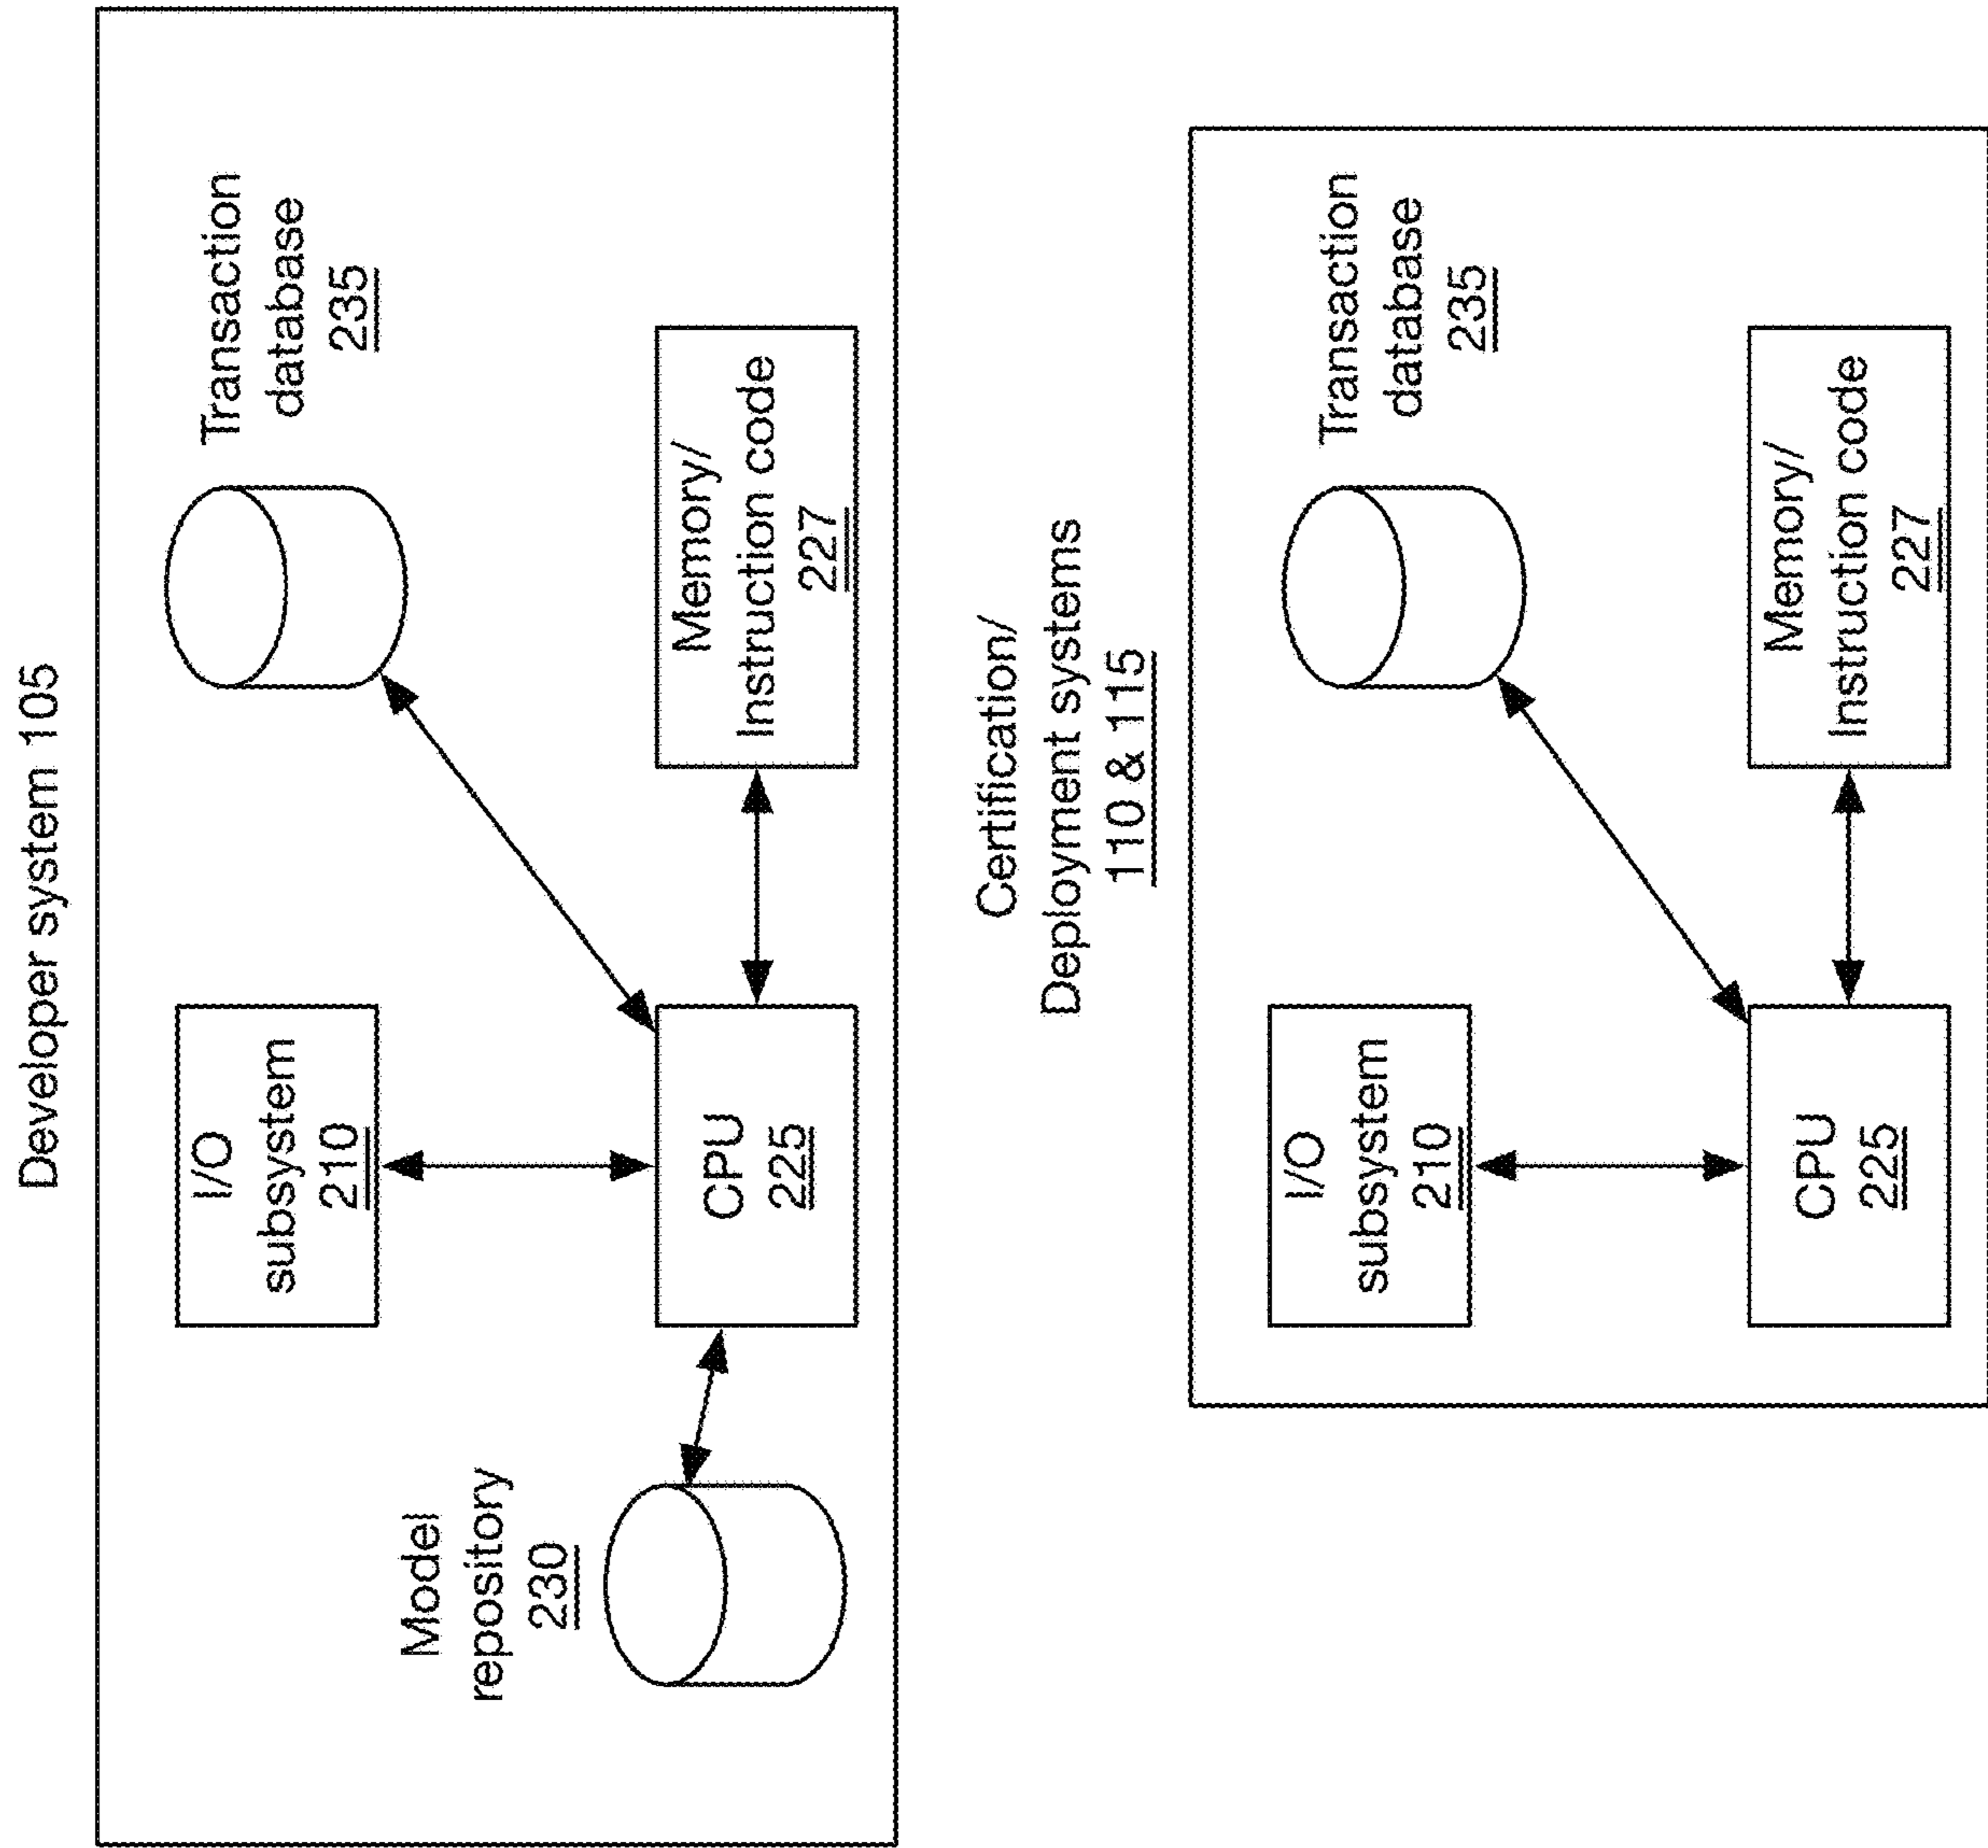 Developer system 105
I/O
subsystem
210
Transaction
database
235
Model
repository
230
CPU
225
Memory/
Instruction code
227
Certification/
Deployment systems
110 & 115
I/O
subsystem
210
Transaction
database
235
CPU
225
Memory/
Instruction code
227